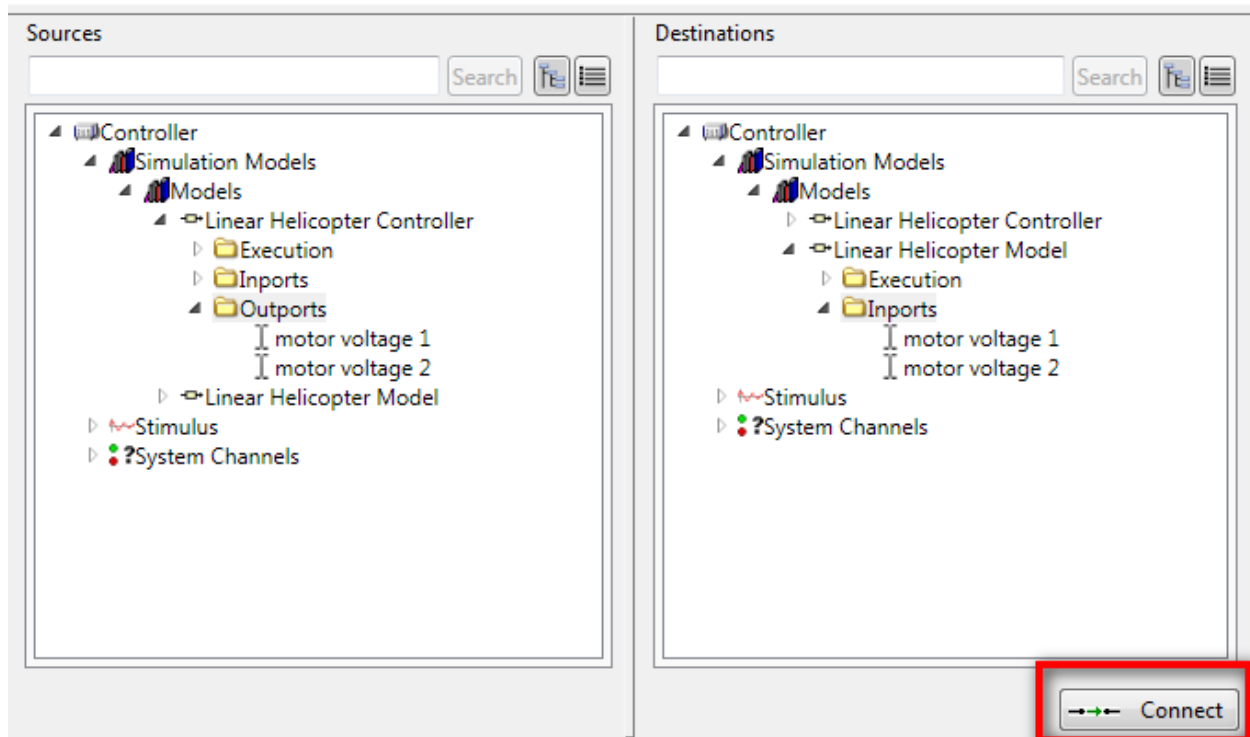 Sources
Search
Controller
Simulation Models
Models
Linear Helicopter Controller
Execution
Inports
Outports
motor voltage 1
motor voltage 2
Linear Helicopter Model
Stimulus
?System Channels
Destinations
Search
Controller
Simulation Models
Models
Linear Helicopter Controller
Linear Helicopter Model
Execution
Inports
motor voltage 1
motor voltage 2
Stimulus
?System Channels
Connect